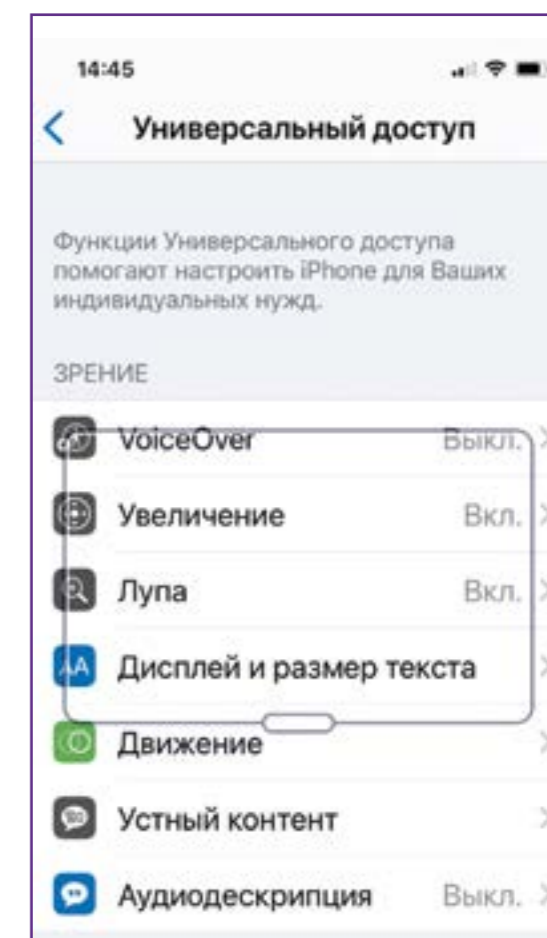 14:45
Универсальный доступ
Функции Универсального доступа
помогают настроить iPhone для Ваших
индивидуальных нужд.
ЗРЕНИЕ
VoiceOver Выкл.
Увеличение Вкл.
Лупа Вкл.
AA Дисплей и размер текста
Движение
Устный контент
Аудиодескрипция Выкл.